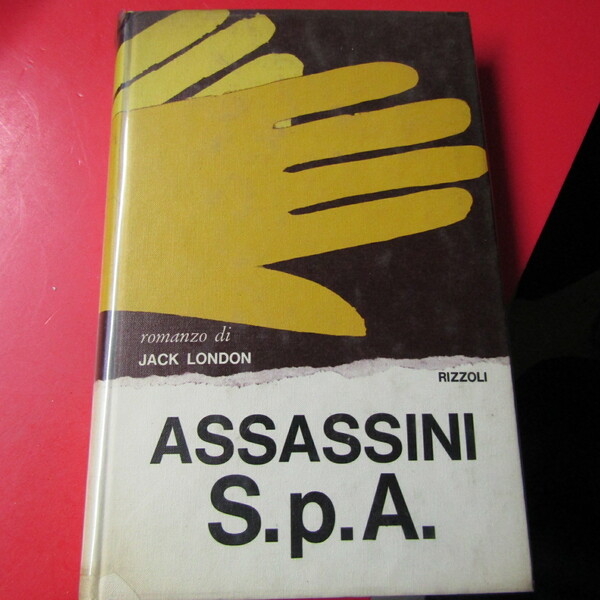 romanzo di
JACK LONDON
RIZZOLI
ASSASSINI
S.p.A.